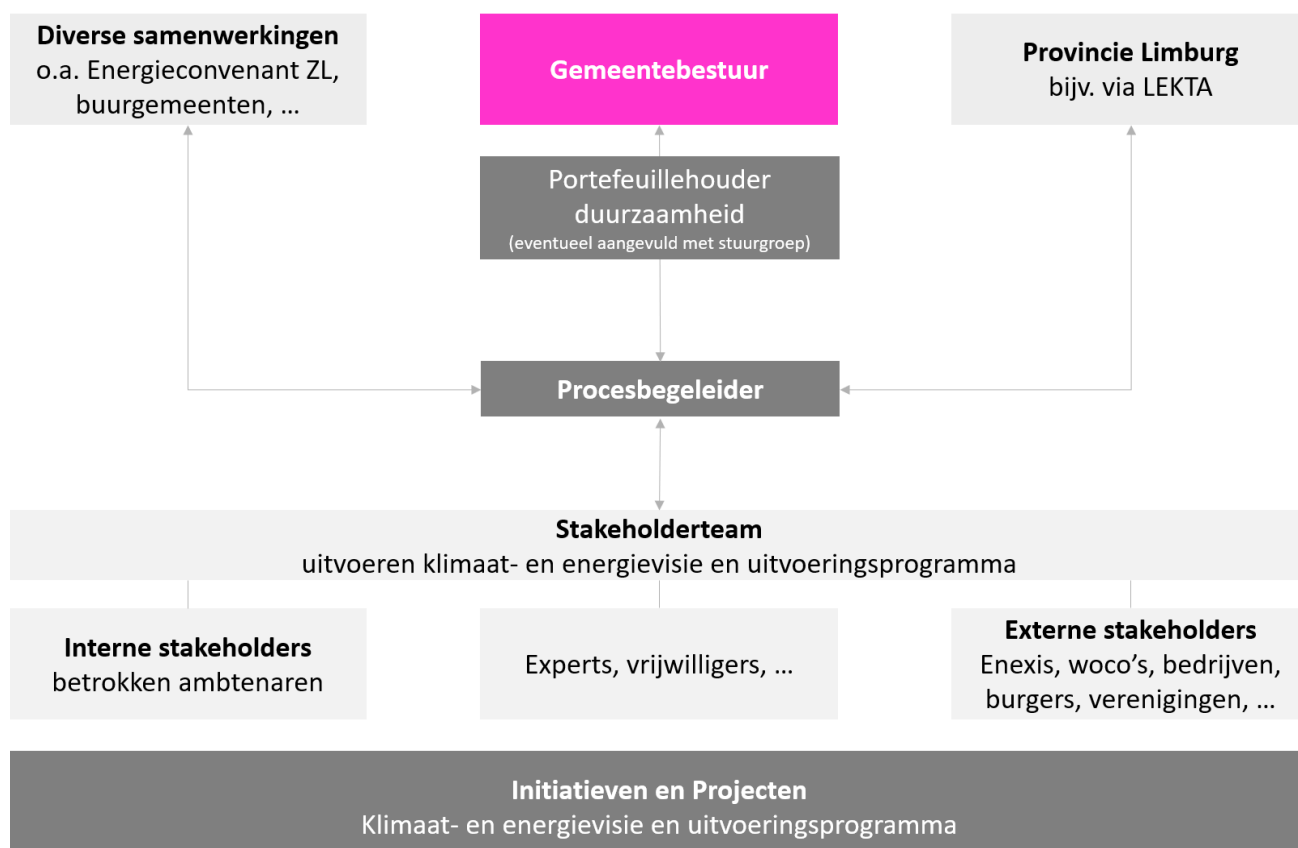 Diverse samenwerkingen
o.a. Energieconvenant ZL,
buurgemeenten, …
Gemeentebestuur
Provincie Limburg
bijv. via LEKTA
Portefeuillehouder
duurzaamheid
(eventueel aangevuld met stuurgroep)
Procesbegeleider
Stakeholderteam
uitvoeren klimaat- en energievisie en uitvoeringsprogramma
Interne stakeholders
betrokken ambtenaren
Experts, vrijwilligers, …
Externe stakeholders
Enexis, woco’s, bedrijven,
burgers, verenigingen, …
Initiatieven en Projecten
Klimaat- en energievisie en uitvoeringsprogramma